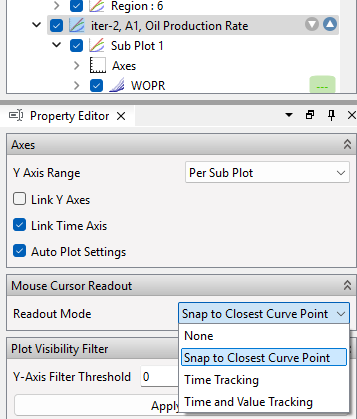 Region : 6
iter-2, A1, Oil Production Rate
Sub Plot 1
Axes
WOPR ---
Property Editor
Axes
Y Axis Range Per Sub Plot
Link Y Axes
Link Time Axis
Auto Plot Settings
Mouse Cursor Readout
Readout Mode Snap to Closest Curve Point
None
Snap to Closest Curve Point
Time Tracking
Time and Value Tracking
Plot Visibility Filter
Y-Axis Filter Threshold 0